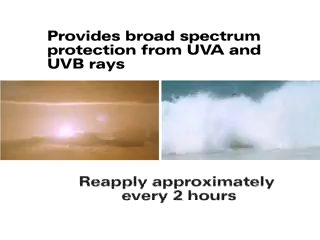 Provides broad spectrum
protection from UVA and
UVB rays
Reapply approximately
every 2 hours